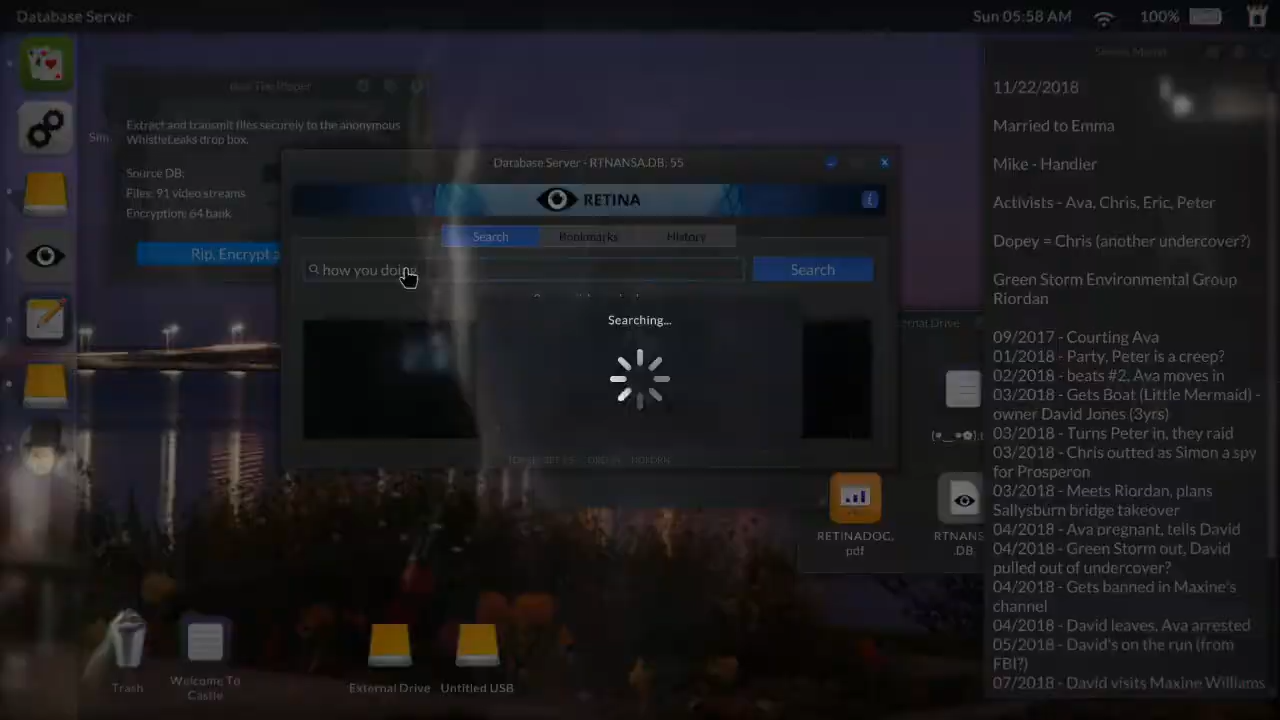 Database Server
Sun 05:58 AM
100%
Extract and transmit files securely to the anonymous
WhistleLeaks drop box.
Source DB:
Files: 91 video streams
Encryption: 64 bank
Rip, Encrypt a
Database Server - RTNANSA.DB: 55
RETINA
Search
Bookmarks
History
how you doing
Search
Searching...
RETINADOC.
pdf
RTNANS
.DB
Trash
Welcome To
Castle
External Drive
Untitled USB
11/22/2018
Married to Emma
Mike - Handler
Activists - Ava, Chris, Eric, Peter
Dopey = Chris (another undercover?)
Green Storm Environmental Group
Riordan
09/2017 - Courting Ava
01/2018 - Party, Peter is a creep?
02/2018 - beats #2, Ava moves in
03/2018 - Gets Boat (Little Mermaid) -
owner David Jones (3yrs)
03/2018 - Turns Peter in, they raid
03/2018 - Chris outted as Simon a spy
for Prosperon
03/2018 - Meets Riordan, plans
Sallysburn bridge takeover
04/2018 - Ava pregnant, tells David
04/2018 - Green Storm out, David
pulled out of undercover?
04/2018 - Gets banned in Maxine's
channel
04/2018 - David leaves, Ava arrested
05/2018 - David's on the run (from
FBI?)
07/2018 - David visits Maxine Williams